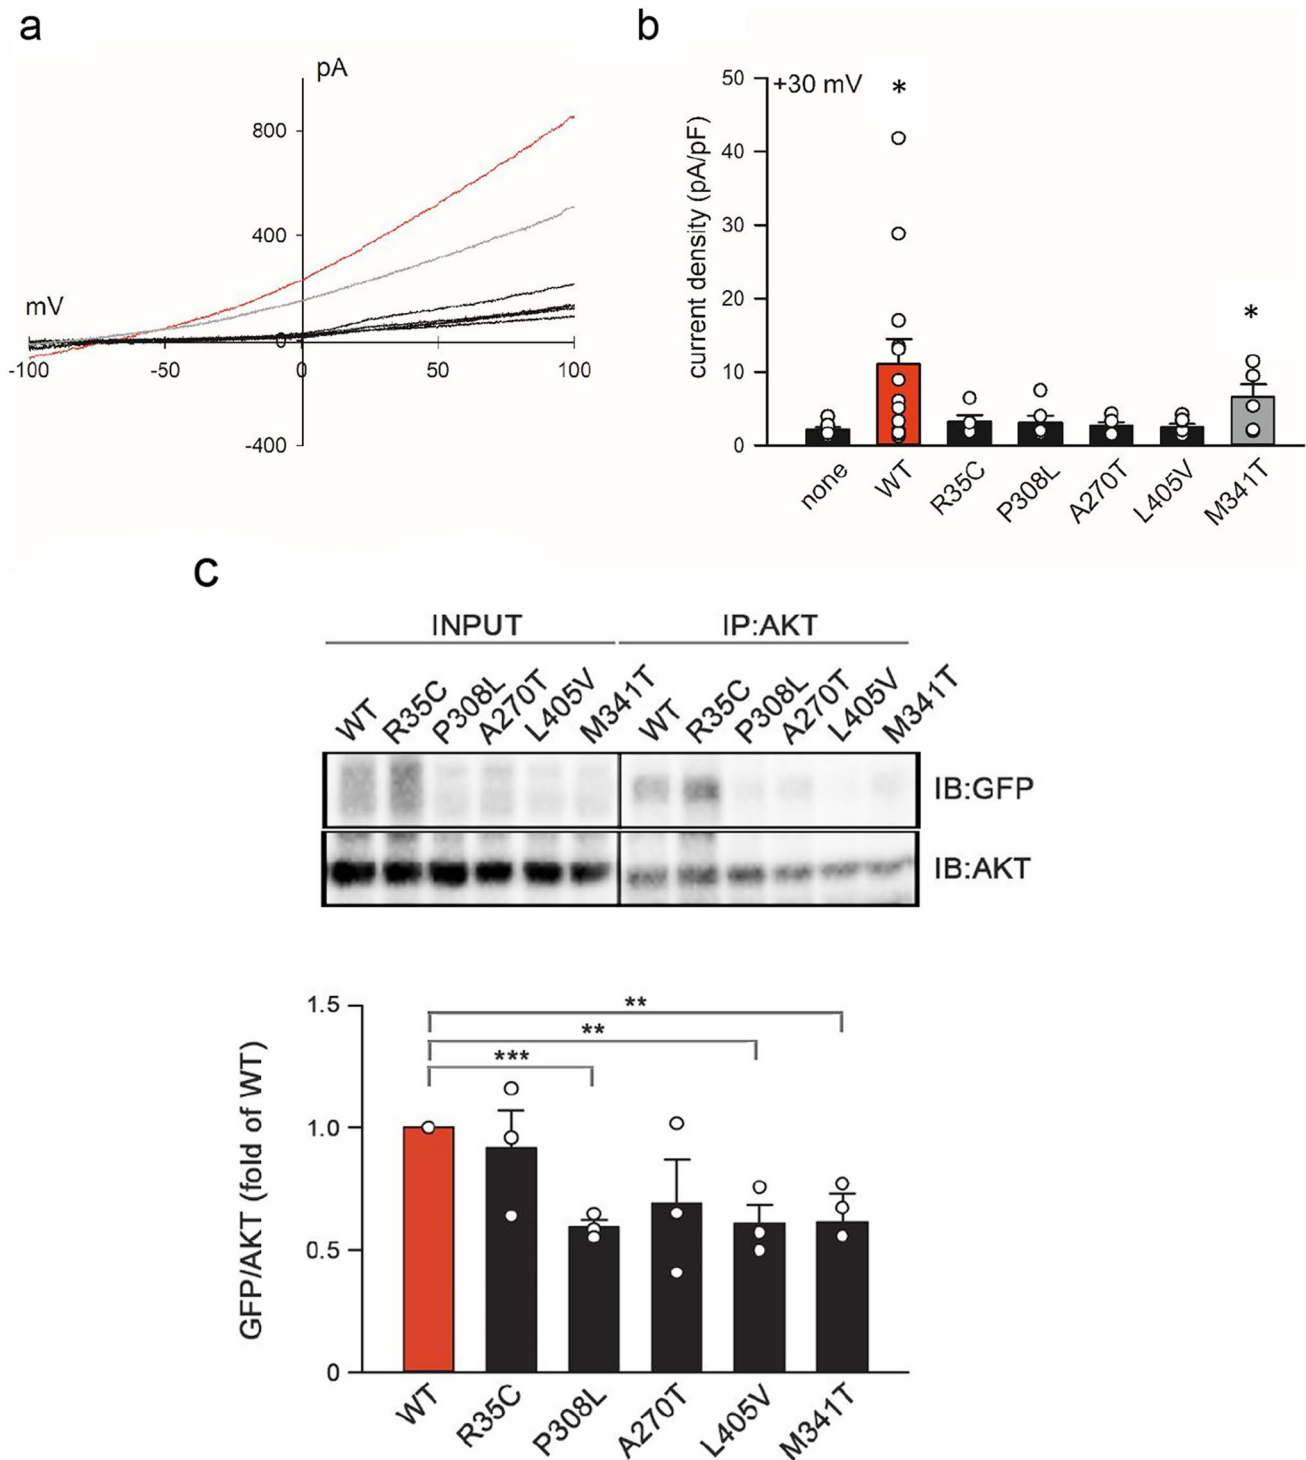 a
pA
800
400
mV
0
-100
-50
0
50
100
-400
b
50
+30 mV
*
40
30
20
*
10
0
current density (pA/pF)
none
WT
R35C
P308L
A270T
L405V
M341T
c
INPUT
IP:AKT
WT
R35C
P308L
A270T
L405V
M341T
WT
R35C
P308L
A270T
L405V
M341T
IB:GFP
IB:AKT
1.5
**
**
***
1.0
0.5
0
GFP/AKT (fold of WT)
WT
R35C
P308L
A270T
L405V
M341T